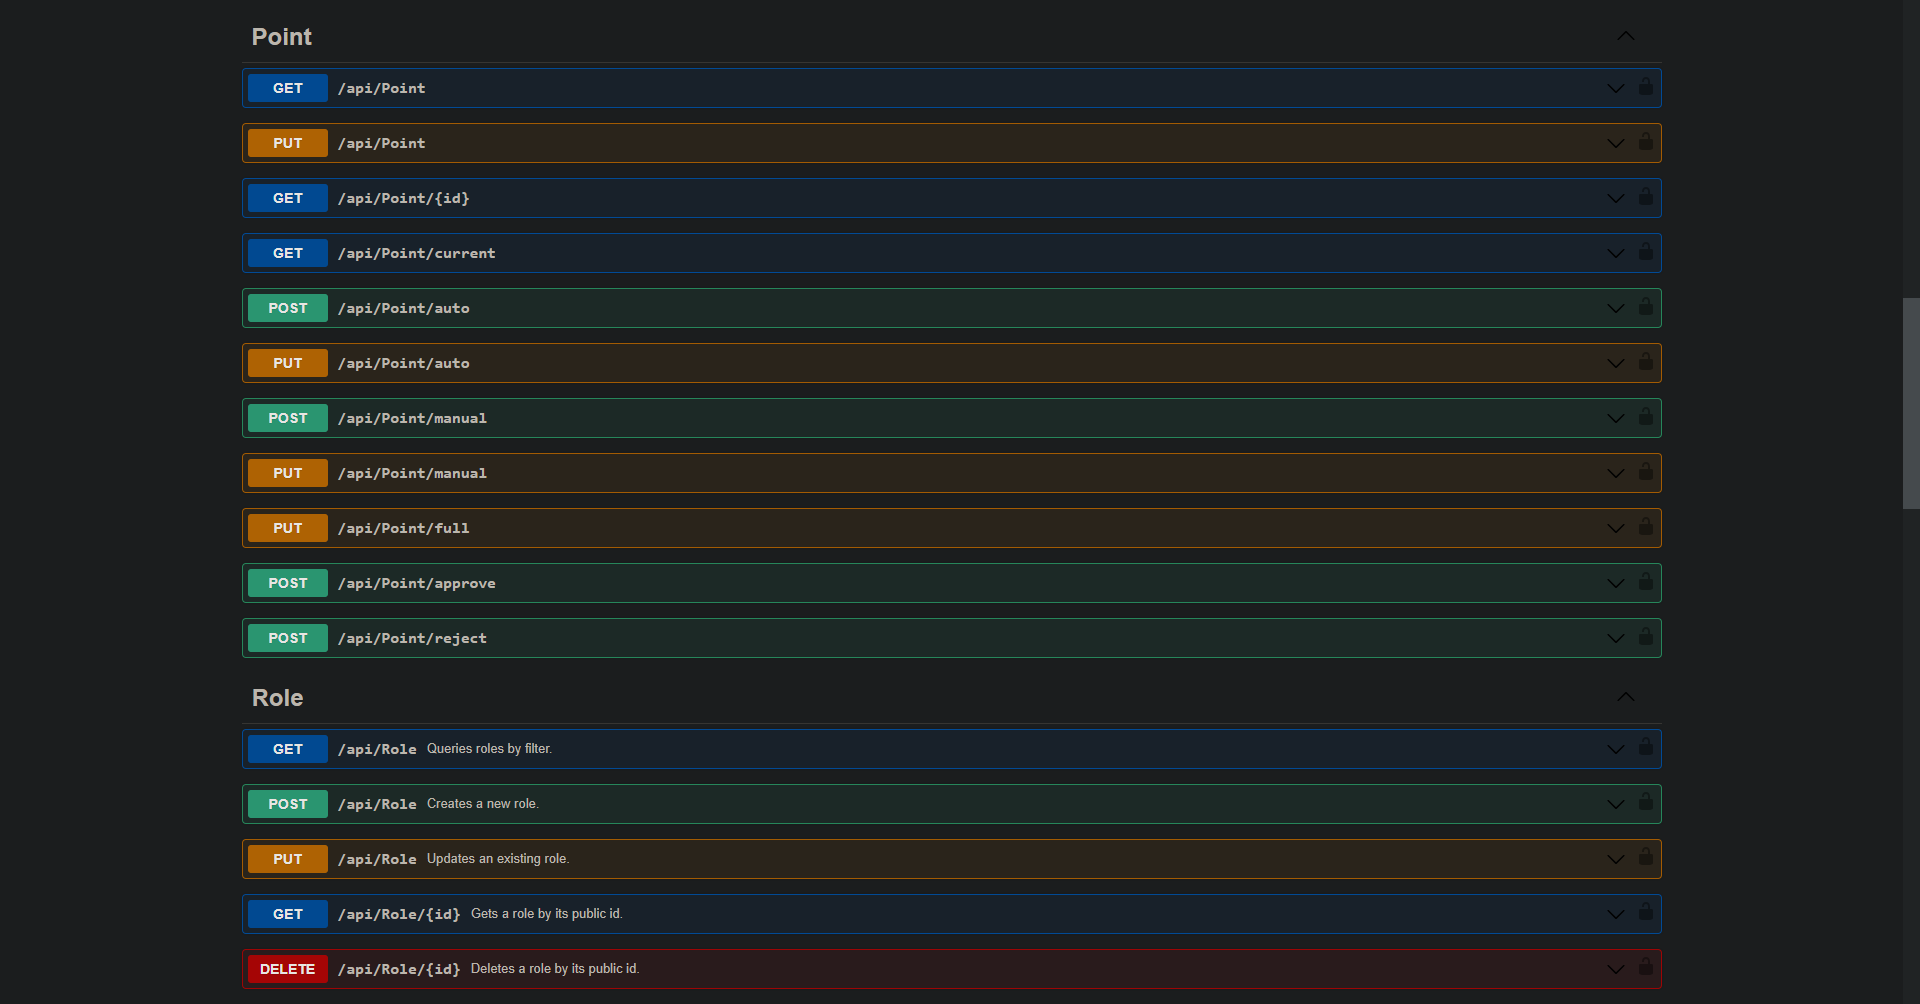 Point
GET /api/Point
PUT /api/Point
GET /api/Point/{id}
GET /api/Point/current
POST /api/Point/auto
PUT /api/Point/auto
POST /api/Point/manual
PUT /api/Point/manual
PUT /api/Point/full
POST /api/Point/approve
POST /api/Point/reject
Role
GET /api/Role Queries roles by filter.
POST /api/Role Creates a new role.
PUT /api/Role Updates an existing role.
GET /api/Role/{id} Gets a role by its public id.
DELETE /api/Role/{id} Deletes a role by its public id.